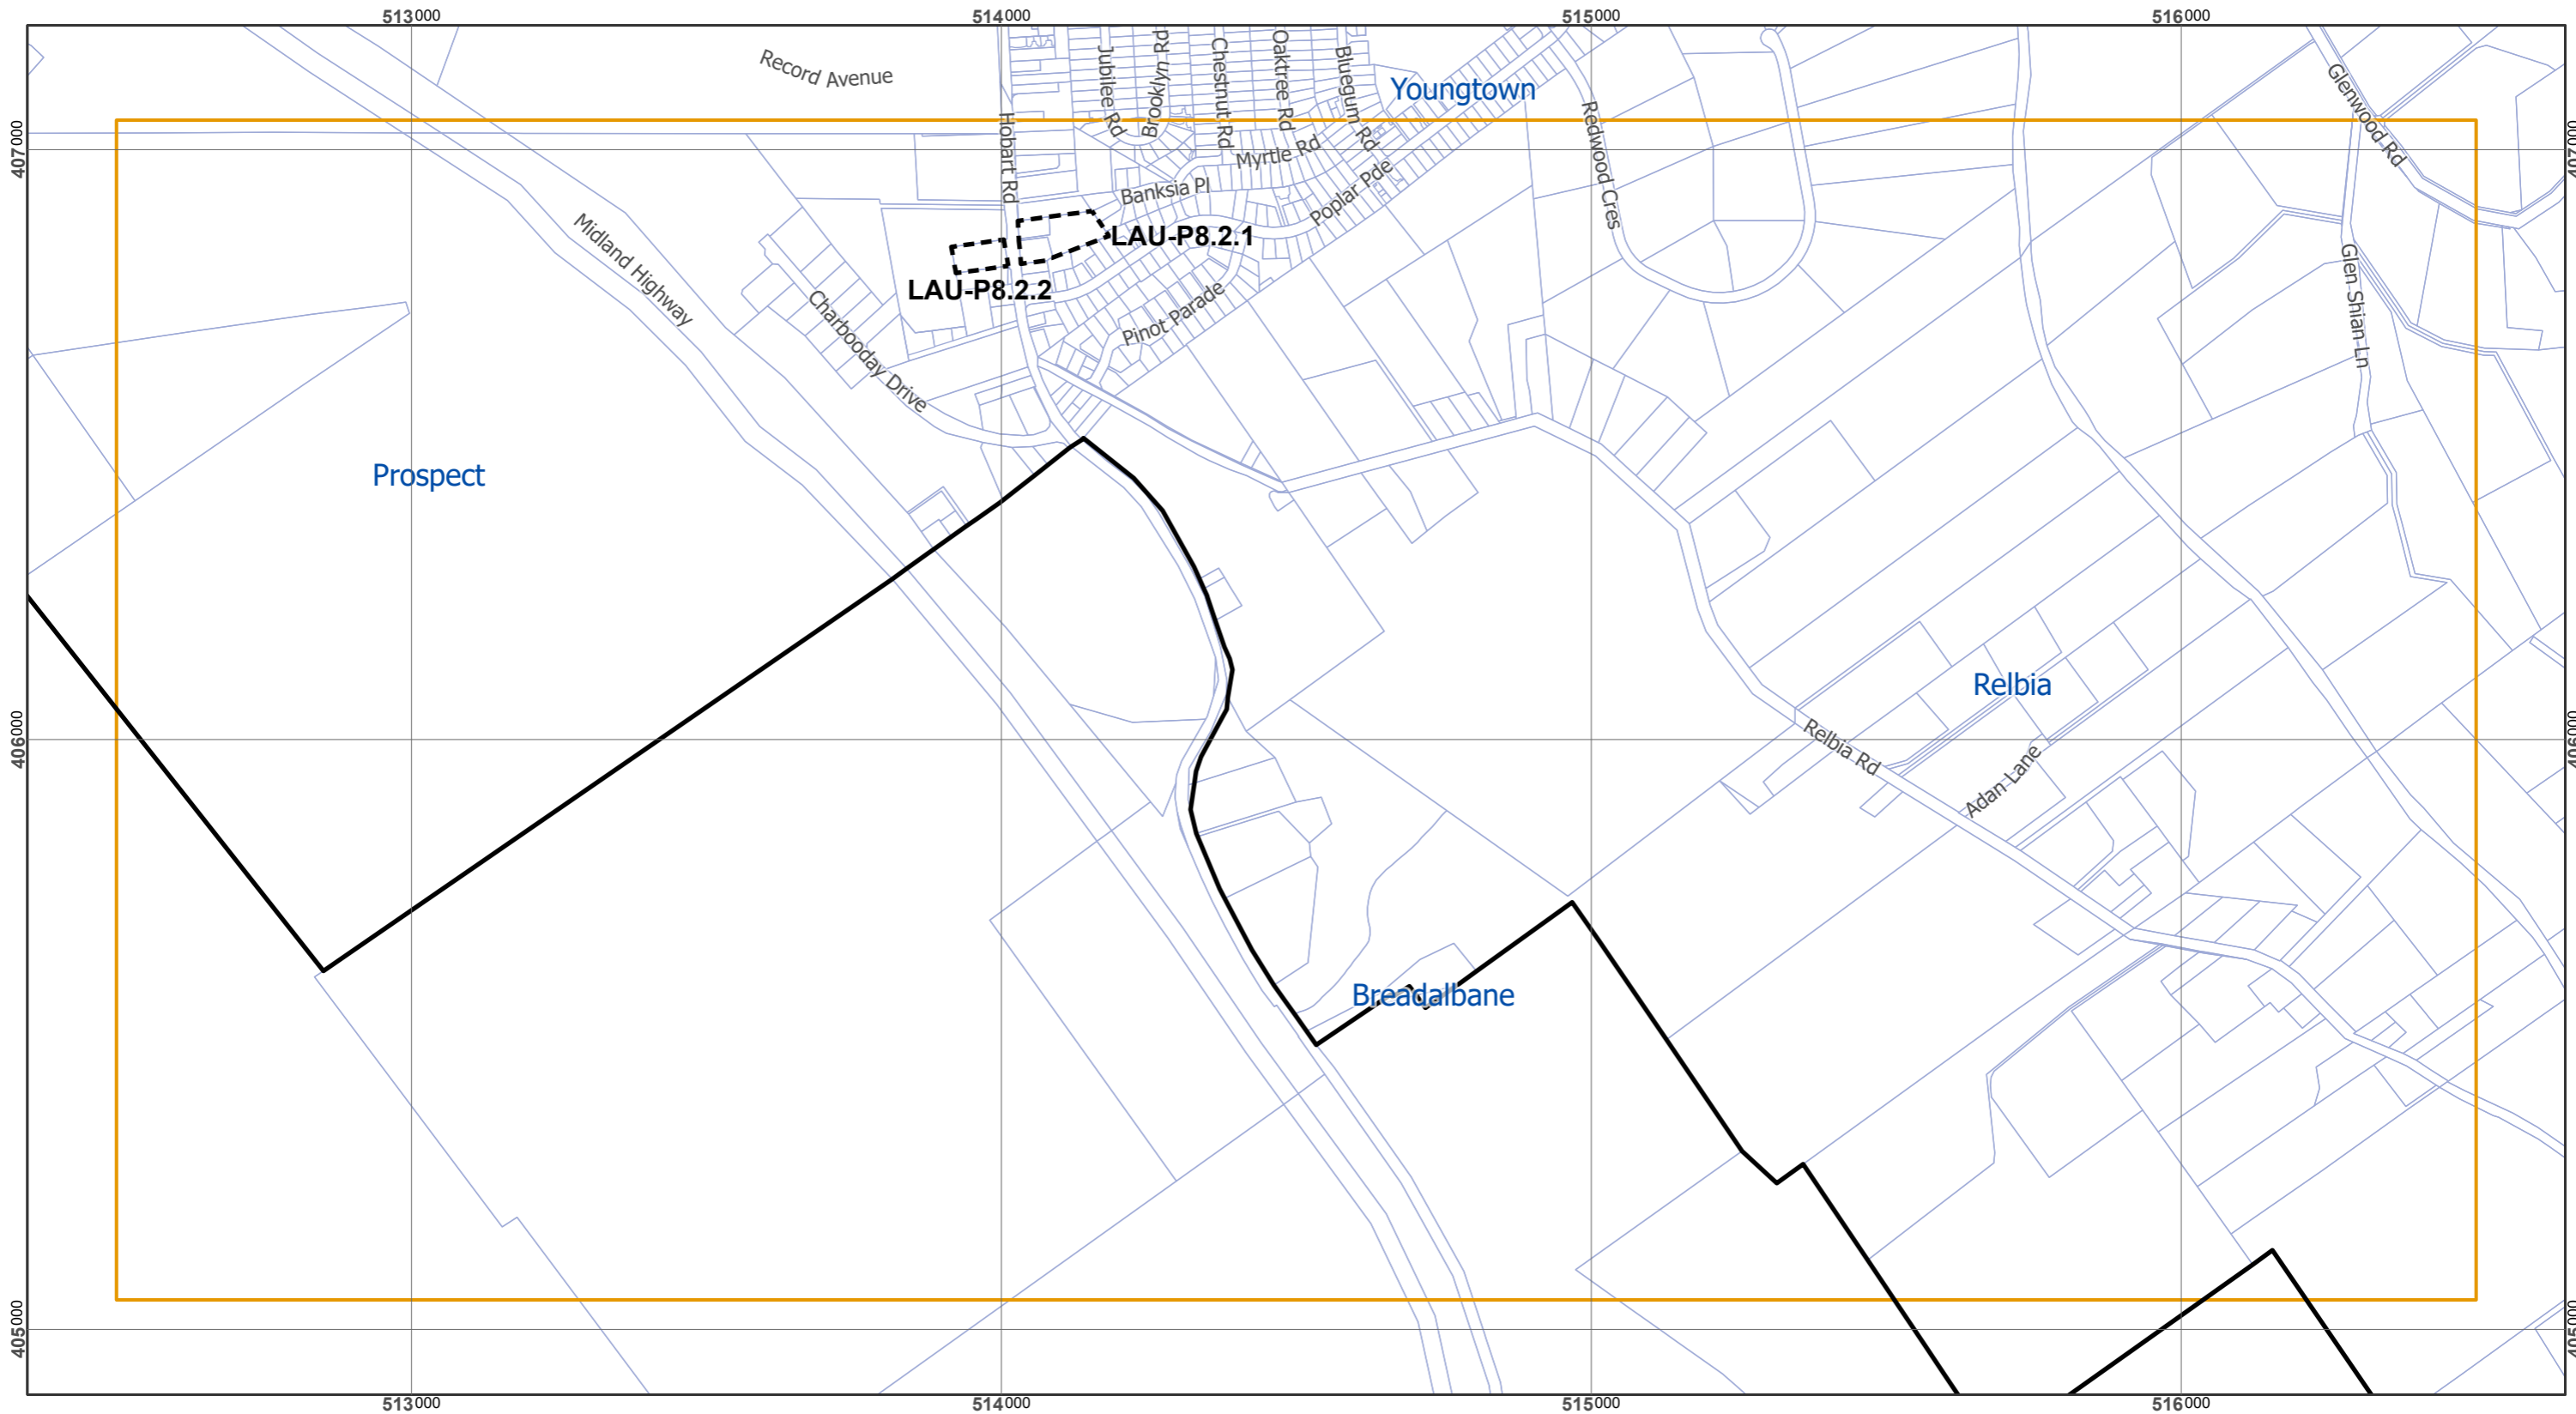 513000
514000
515000
516000
Record Avenue
Jubilee Rd
Brooklyn Rd
Chestnut Rd
Oaktree Rd
Bluegum Rd
Youngtown
Glenwood Rd
407000
407000
Hobart Rd
Myrtle Rd
Banksia Pl
Poplar Pde
Redwood Cres
Midland Highway
LAU-P8.2.1
LAU-P8.2.2
Charbooday Drive
Pinot Parade
Glen Shian Ln
Prospect
Relbia
406000
406000
Relbia Rd
Adan Lane
Breadalbane
405000
405000
513000
514000
515000
516000